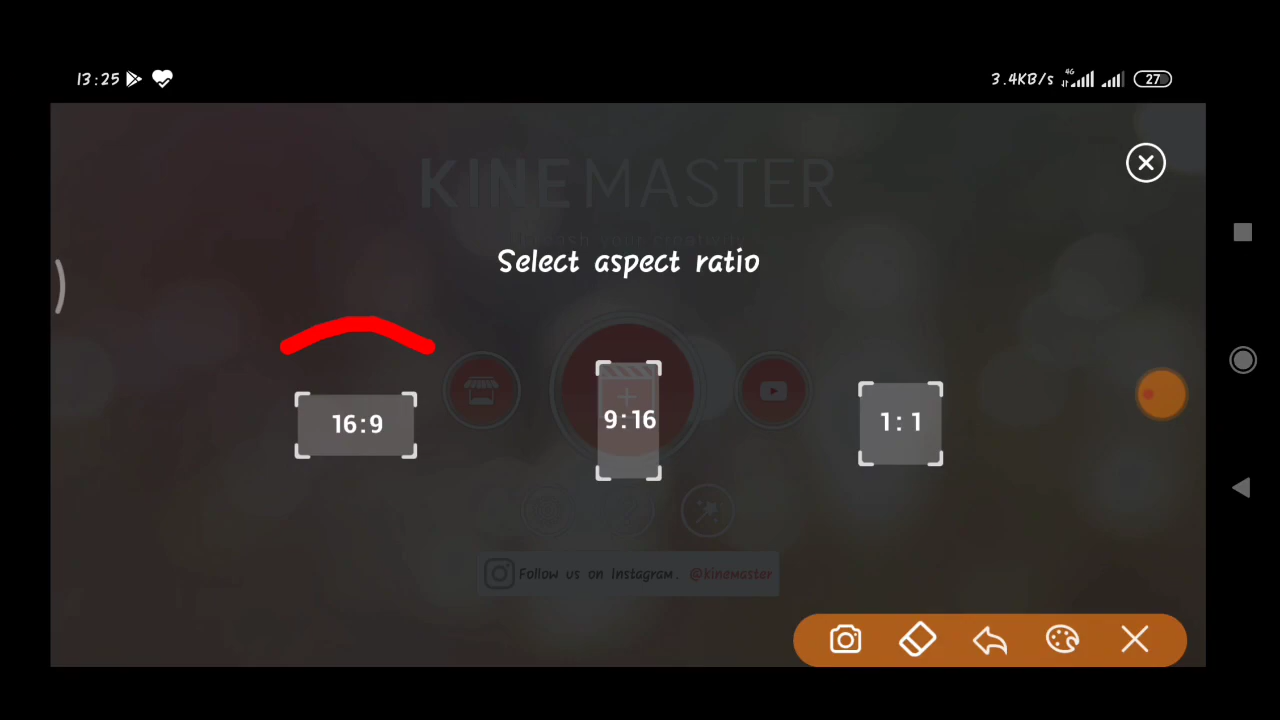 13:25
3.4KB/s 4G 27
KINEMASTER
Select aspect ratio
16:9
9:16
1:1
Follow us on Instagram. @kinemaster